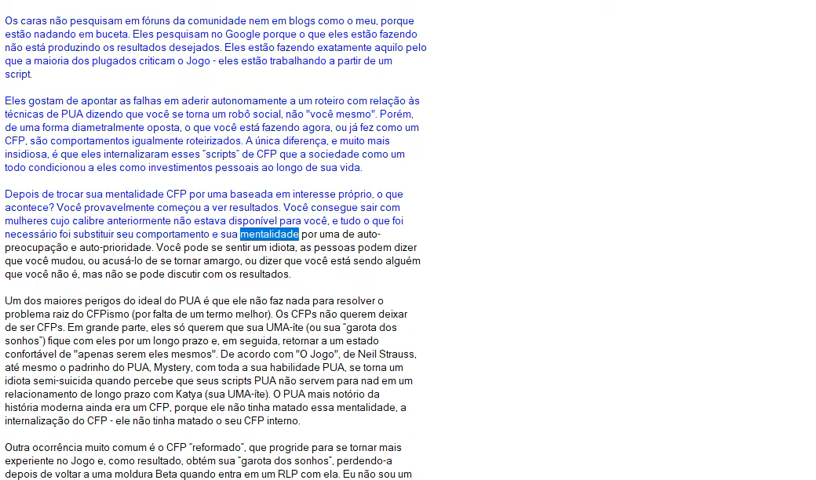 Os caras não pesquisam em fóruns da comunidade nem em blogs como o meu, porque
estão nadando em buceta. Eles pesquisam no Google porque o que eles estão fazendo
não está produzindo os resultados desejados. Eles estão fazendo exatamente aquilo pelo
que a maioria dos plugados criticam o Jogo - eles estão trabalhando a partir de um
script.
Eles gostam de apontar as falhas em aderir autonomamente a um roteiro com relação às
técnicas de PUA dizendo que você se torna um robô social, não "você mesmo". Porém,
de uma forma diametralmente oposta, o que você está fazendo agora, ou já fez como um
CFP, são comportamentos igualmente roteirizados. A única diferença, e muito mais
insidiosa, é que eles internalizaram esses “scripts” de CFP que a sociedade como um
todo condicionou a eles como investimentos pessoais ao longo de sua vida.
Depois de trocar sua mentalidade CFP por uma baseada em interesse próprio, o que
acontece? Você provavelmente começou a ver resultados. Você consegue sair com
mulheres cujo calibre anteriormente não estava disponível para você, e tudo o que foi
necessário foi substituir seu comportamento e sua mentalidade por uma de auto-
preocupação e auto-prioridade. Você pode se sentir um idiota, as pessoas podem dizer
que você mudou, ou acusá-lo de se tornar amargo, ou dizer que você está sendo alguém
que você não é, mas não se pode discutir com os resultados.
Um dos maiores perigos do ideal do PUA é que ele não faz nada para resolver o
problema raiz do CFPismo (por falta de um termo melhor). Os CFPs não querem deixar
de ser CFPs. Em grande parte, eles só querem que sua UMA-íte (ou sua “garota dos
sonhos”) fique com eles por um longo prazo e, em seguida, retornar a um estado
confortável de "apenas serem eles mesmos". De acordo com "O Jogo", de Neil Strauss,
até mesmo o padrinho do PUA, Mystery, com toda a sua habilidade PUA, se torna um
idiota semi-suicida quando percebe que seus scripts PUA não servem para nad em um
relacionamento de longo prazo com Katya (sua UMA-íte). O PUA mais notório da
história moderna ainda era um CFP, porque ele não tinha matado essa mentalidade, a
internalização do CFP - ele não tinha matado o seu CFP interno.
Outra ocorrência muito comum é o CFP “reformado”, que progride para se tornar mais
experiente no Jogo e, como resultado, obtém sua “garota dos sonhos”, perdendo-a
depois de voltar a uma moldura Beta quando entra em um RLP com ela. Eu não sou um